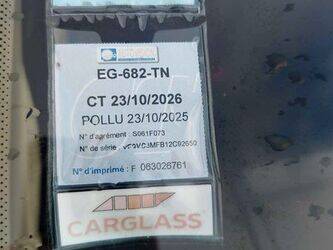 EG-682-TN
CT 23/10/2026
POLLU 23/10/2025
N° d'agrément : S061F073
N° de série :
N° imprimé : F 063026761
CARGLASS